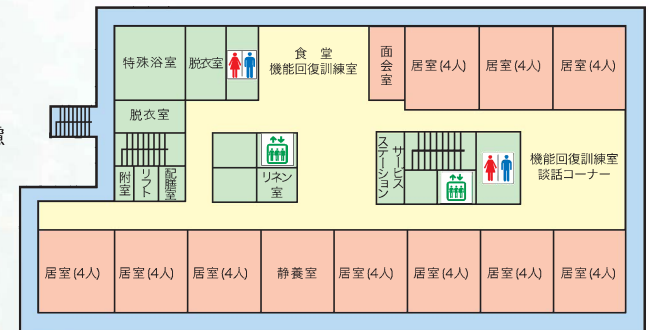 特殊浴室
脱衣室
食 堂
機能回復訓練室
面会室
居室(4人)
居室(4人)
居室(4人)
脱衣室
附室
リフト
配膳室
リネン室
サービス
ステーション
機能回復訓練室
談話コーナー
居室(4人)
居室(4人)
居室(4人)
静養室
居室(4人)
居室(4人)
居室(4人)
居室(4人)